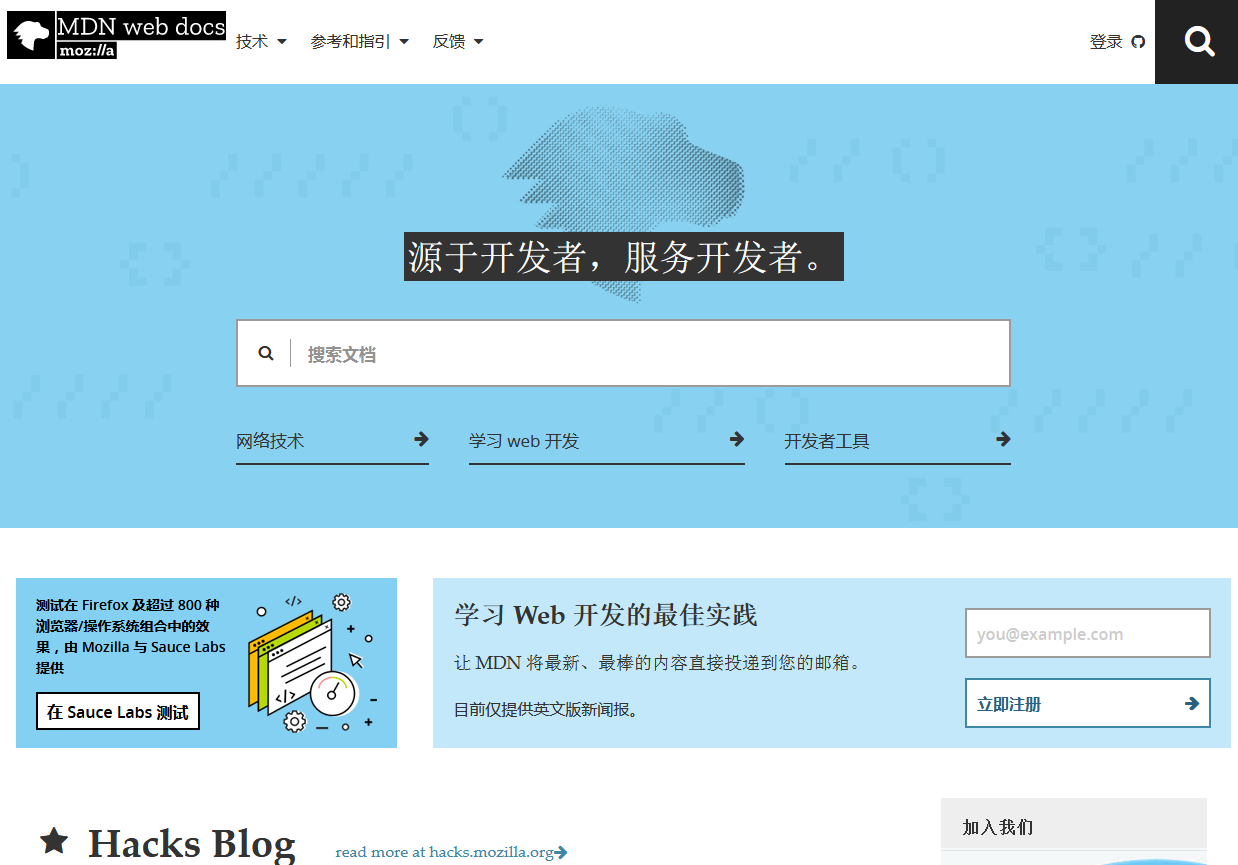 MDN web docs
moz://a
技术 参考和指引 反馈 登录
源于开发者，服务开发者。
搜索文档
网络技术 学习 web 开发 开发者工具
测试在 Firefox 及超过 800 种
浏览器/操作系统组合中的效
果，由 Mozilla 与 Sauce Labs
提供
在 Sauce Labs 测试
学习 Web 开发的最佳实践
让 MDN 将最新、最棒的内容直接投递到您的邮箱。
目前仅提供英文版新闻报。
you@example.com
立即注册
Hacks Blog read more at hacks.mozilla.org
加入我们